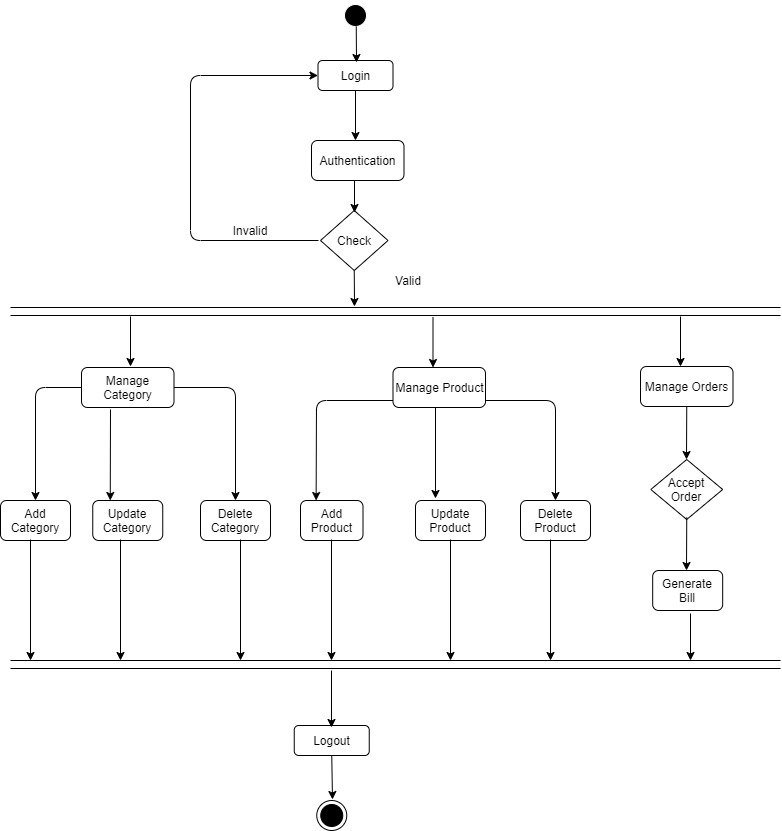 Login
Authentication
Invalid
Check
Valid
Manage
Category
Manage Product
Manage Orders
Add
Category
Update
Category
Delete
Category
Add
Product
Update
Product
Delete
Product
Accept
Order
Generate
Bill
Logout